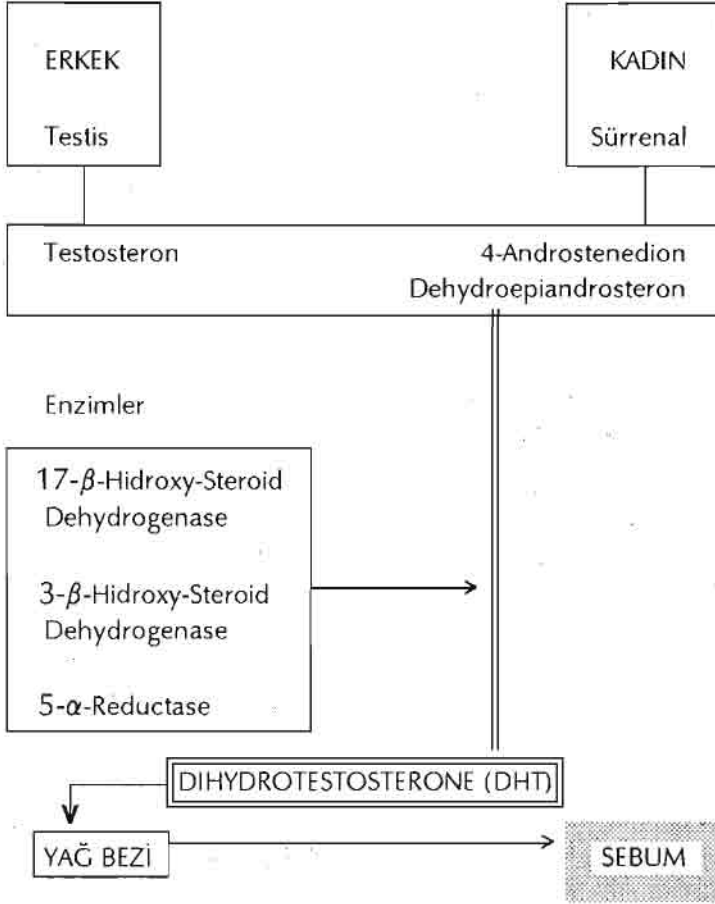 ERKEK
KADIN
Testis
Sürrenal
Testosteron
4-Androstenedion
Dehydroepiandrosteron
Enzimler
17-β-Hidroxy-Steroid
Dehydrogenase
3-β-Hidroxy-Steroid
Dehydrogenase
5-α-Reductase
DIHYDROTESTOSTERONE (DHT)
YAĞ BEZİ
SEBUM